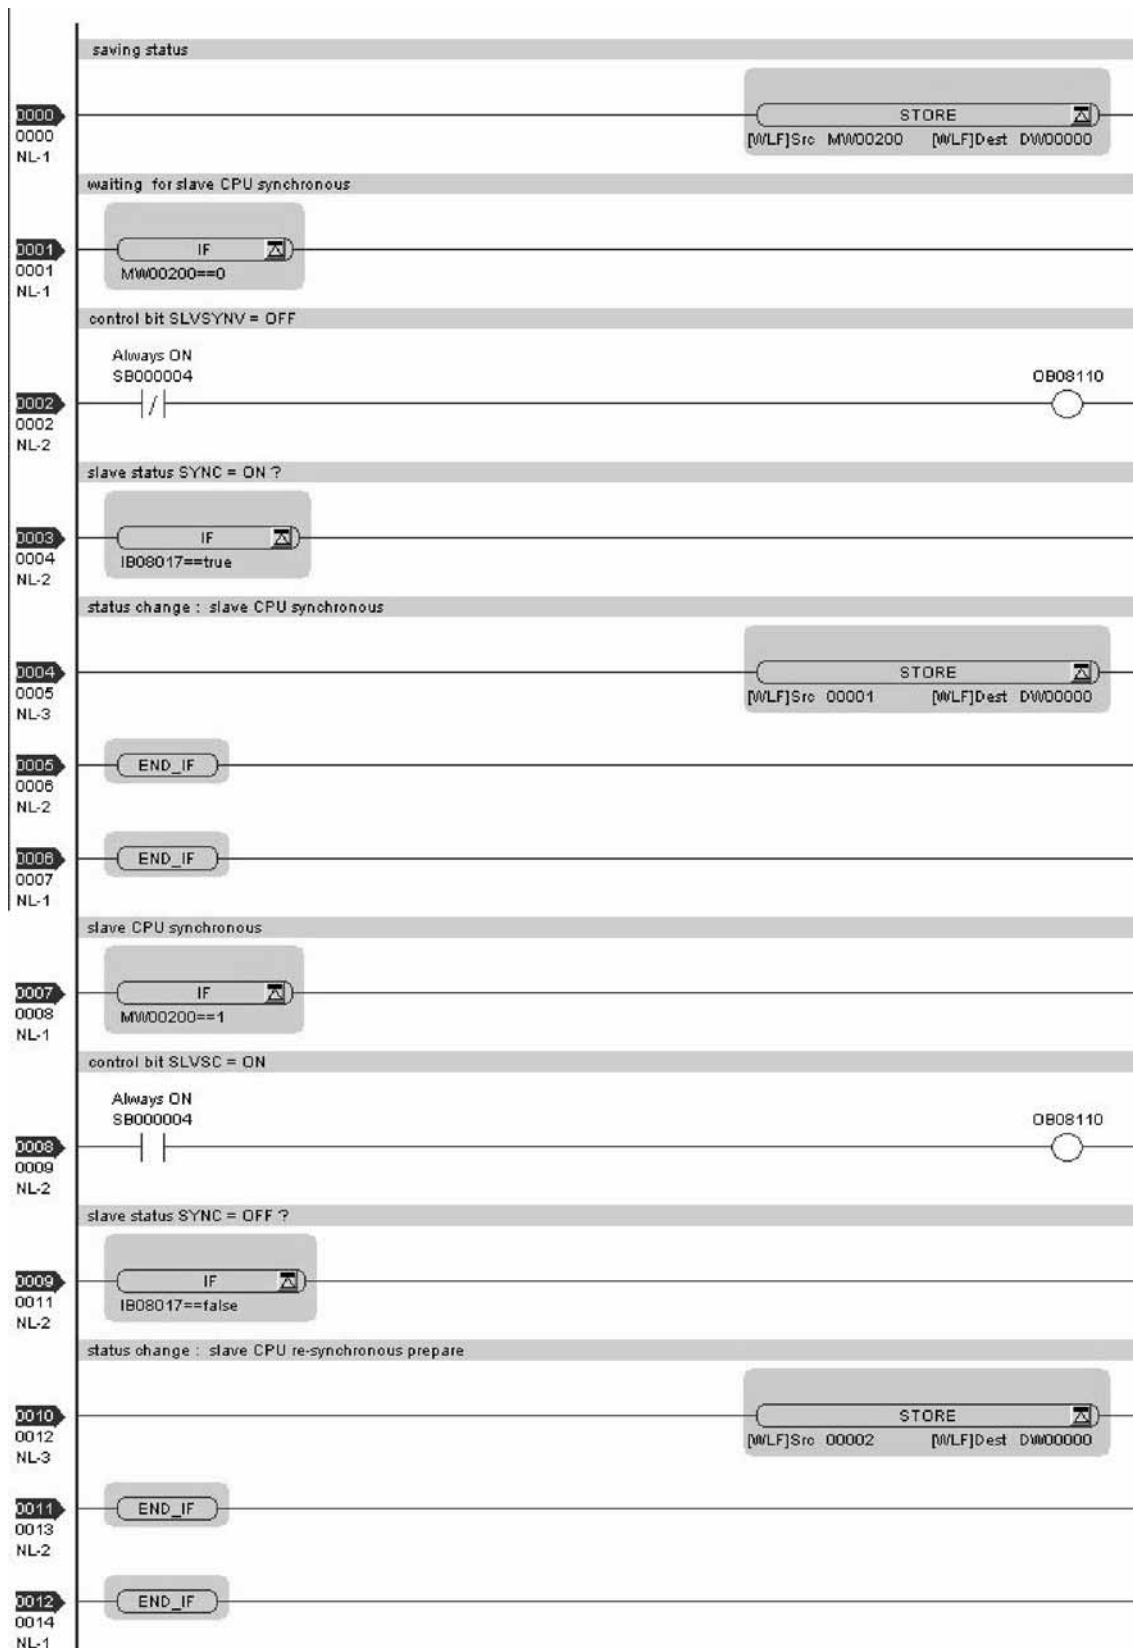 saving status
0000
STORE
0000
[WLF]Src MW00200 [WLF]Dest DW00000
NL-1
waiting for slave CPU synchronous
0001
IF
0001
MW00200==0
NL-1
control bit SLVSYNV = OFF
Always ON
SB000004
OB08110
0002
0002
NL-2
slave status SYNC = ON ?
0003
IF
0004
IB08017==true
NL-2
status change : slave CPU synchronous
0004
STORE
0005
[WLF]Src 00001 [WLF]Dest DW00000
NL-3
0005
END_IF
0006
NL-2
0006
END_IF
0007
NL-1
slave CPU synchronous
0007
IF
0008
MW00200==1
NL-1
control bit SLVSC = ON
Always ON
SB000004
OB08110
0008
0009
NL-2
slave status SYNC = OFF ?
0009
IF
0011
IB08017==false
NL-2
status change : slave CPU re-synchronous prepare
0010
STORE
0012
[WLF]Src 00002 [WLF]Dest DW00000
NL-3
0011
END_IF
0013
NL-2
0012
END_IF
0014
NL-1